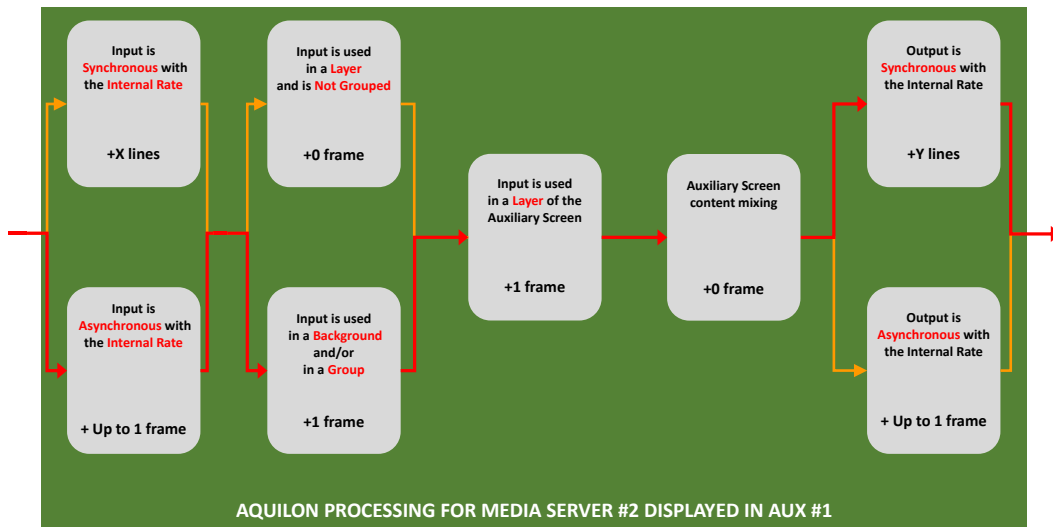 Input is
Synchronous with
the Internal Rate
+X lines
Input is used
in a Layer
and is Not Grouped
+0 frame
Output is
Synchronous with
the Internal Rate
+Y lines
Input is used
in a Layer of the
Auxiliary Screen
+1 frame
Auxiliary Screen
content mixing
+0 frame
Input is
Asynchronous with
the Internal Rate
+ Up to 1 frame
Input is used
in a Background
and/or
in a Group
+1 frame
Output is
Asynchronous with
the Internal Rate
+ Up to 1 frame
AQUILON PROCESSING FOR MEDIA SERVER #2 DISPLAYED IN AUX #1